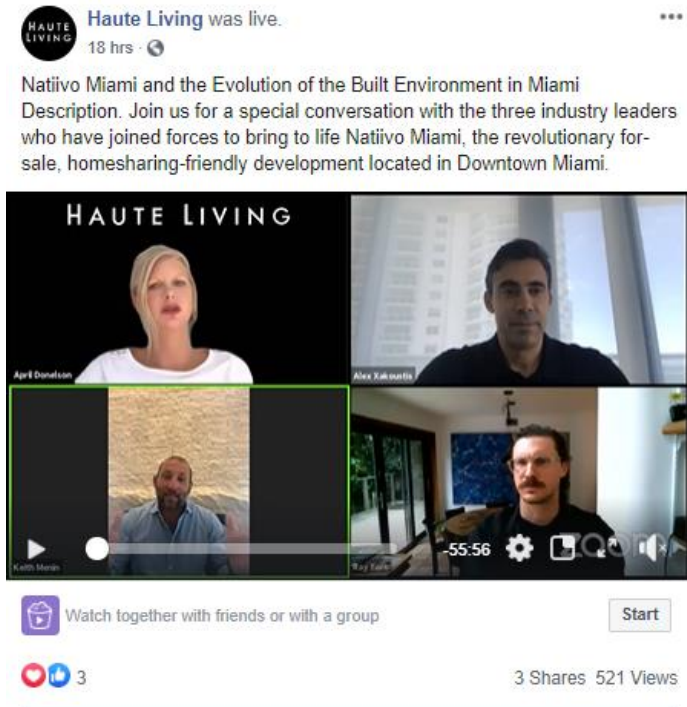 HAUTE
LIVING
Haute Living was live.
18 hrs
Natiivo Miami and the Evolution of the Built Environment in Miami
Description. Join us for a special conversation with the three industry leaders
who have joined forces to bring to life Natiivo Miami, the revolutionary for-
sale, homesharing-friendly development located in Downtown Miami.
HAUTE LIVING
April Donelson
Alex Xakoustis
-55:56
zoom
Keith Menin
Watch together with friends or with a group
Start
3
3 Shares 521 Views